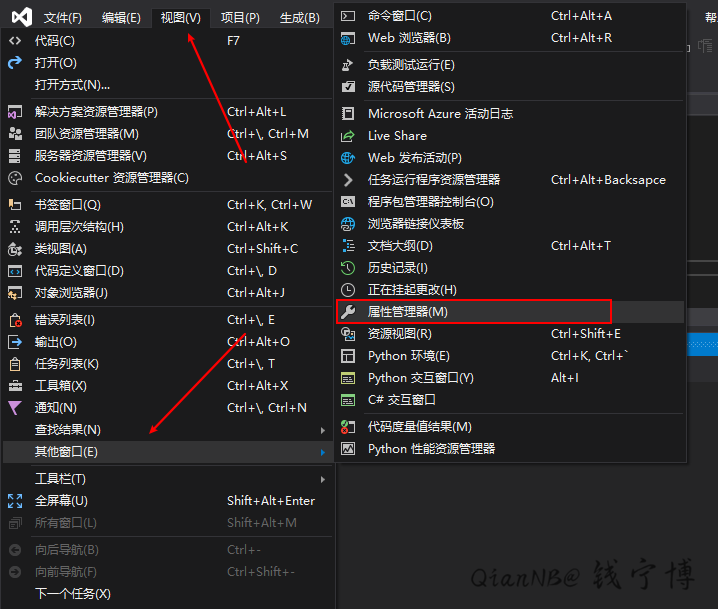 文件(F) 编辑(E) 视图(V) 项目(P) 生成(B)
代码(C) F7
打开(O)
打开方式(N)...
解决方案资源管理器(P) Ctrl+Alt+L
团队资源管理器(M) Ctrl+\, Ctrl+M
服务器资源管理器(V) Ctrl+Alt+S
Cookiecutter 资源管理器(C)
书签窗口(Q) Ctrl+K, Ctrl+W
调用层次结构(H) Ctrl+Alt+K
类视图(A) Ctrl+Shift+C
代码定义窗口(D) Ctrl+\, D
对象浏览器(J) Ctrl+Alt+J
错误列表(I) Ctrl+\, E
输出(O) Ctrl+Alt+O
任务列表(K) Ctrl+\, T
工具箱(X) Ctrl+Alt+X
通知(N) Ctrl+\, Ctrl+N
查找结果(N)
其他窗口(E)
工具栏(T)
全屏幕(U) Shift+Alt+Enter
所有窗口(L) Shift+Alt+M
向后导航(B) Ctrl+-
向前导航(F) Ctrl+Shift+-
下一个任务(X)
命令窗口(C) Ctrl+Alt+A
Web 浏览器(B) Ctrl+Alt+R
负载测试运行(E)
源代码管理器(S)
Microsoft Azure 活动日志
Live Share
Web 发布活动(P)
任务运行程序资源管理器 Ctrl+Alt+Backsapce
程序包管理器控制台(O)
浏览器链接仪表板
文档大纲(D) Ctrl+Alt+T
历史记录(I)
正在挂起更改(H)
属性管理器(M)
资源视图(R) Ctrl+Shift+E
Python 环境(E) Ctrl+K, Ctrl+`
Python 交互窗口(Y) Alt+I
C# 交互窗口
代码度量值结果(M)
Python 性能资源管理器
QianNB@ 钱宁博